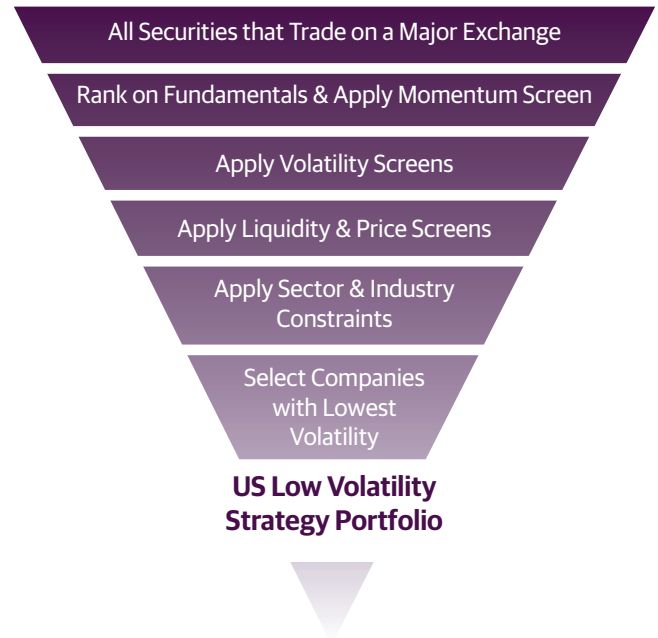 All Securities that Trade on a Major Exchange
Rank on Fundamentals & Apply Momentum Screen
Apply Volatility Screens
Apply Liquidity & Price Screens
Apply Sector & Industry
Constraints
Select Companies
with Lowest
Volatility
US Low Volatility
Strategy Portfolio